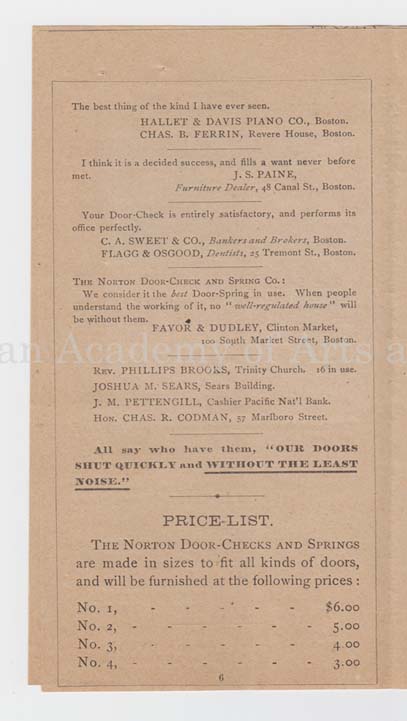 The best thing of the kind I have ever seen.
HALLET & DAVIS PIANO CO., Boston.
CHAS. B. FERRIN, Revere House, Boston.
I think it is a decided success, and fills a want never before
met. J. S. PAINE,
Furniture Dealer, 48 Canal St., Boston.
Your Door-Check is entirely satisfactory, and performs its
office perfectly.
C. A. SWEET & CO., Bankers and Brokers, Boston.
FLAGG & OSGOOD, Dentists, 25 Tremont St., Boston.
THE NORTON DOOR-CHECK AND SPRING CO.:
We consider it the best Door-Spring in use. When people
understand the working of it, no "well-regulated house" will
be without them.
FAVOR & DUDLEY, Clinton Market,
100 South Market Street, Boston.
an Academy of Arts a
REV. PHILLIPS BROOKS, Trinity Church. 16 in use.
JOSHUA M. SEARS, Sears Building.
J. M. PETTENGILL, Cashier Pacific Nat'l Bank.
HON. CHAS. R. CODMAN, 57 Marlboro Street.
All say who have them, "OUR DOORS
SHUT QUICKLY and WITHOUT THE LEAST
NOISE."
PRICE-LIST.
THE NORTON DOOR-CHECKS AND SPRINGS
are made in sizes to fit all kinds of doors,
and will be furnished at the following prices:
No. 1, - - - - - - $6.00
No. 2, - - - - - - 5.00
No. 3, - - - - - - 4.00
No. 4, - - - - - - 3.00
6